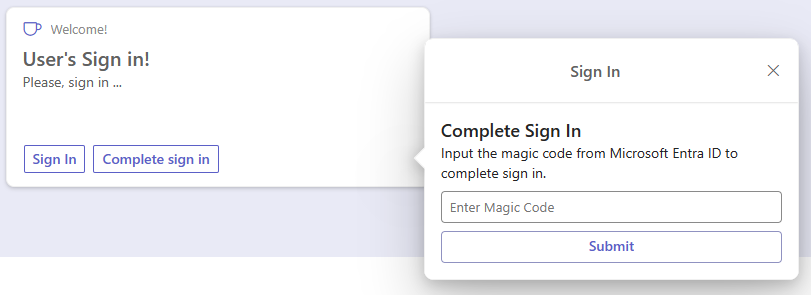 Welcome!
User's Sign in!
Please, sign in ...
Sign In
Complete sign in
Sign In
Complete Sign In
Input the magic code from Microsoft Entra ID to
complete sign in.
Enter Magic Code
Submit